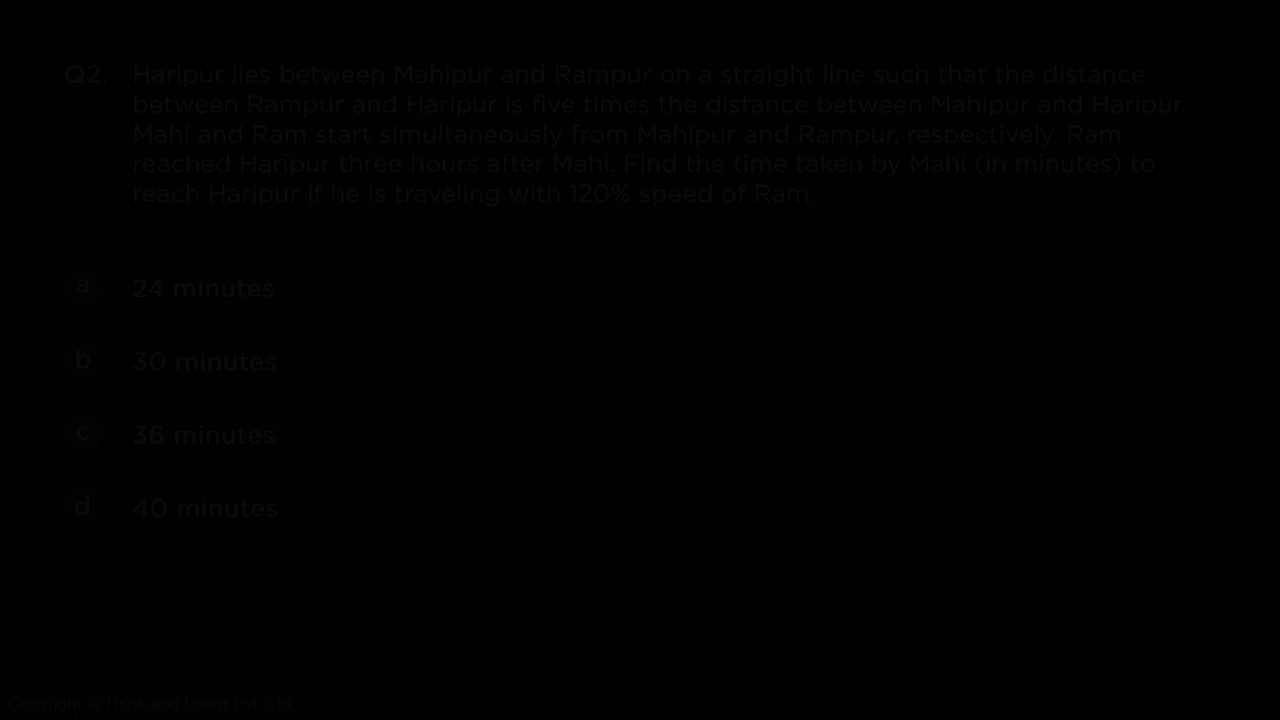 Q2. Haripur lies between Mahipur and Rampur on a straight line such that the distance
between Rampur and Haripur is five times the distance between Mahipur and Haripur.
Mahi and Ram start simultaneously from Mahipur and Rampur, respectively. Ram
reached Haripur three hours after Mahi. Find the time taken by Mahi (in minutes) to
reach Haripur if he is traveling with 120% speed of Ram.
a 24 minutes
b 30 minutes
c 36 minutes
d 40 minutes
Copyright © Think and Learn Pvt. Ltd.